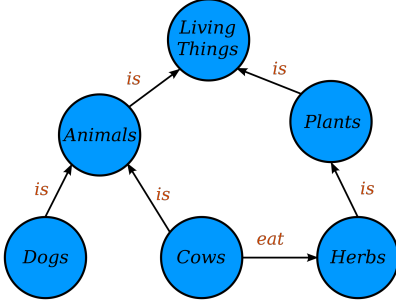 Living
Things
is
is
Animals
Plants
is
is
is
Dogs
Cows
eat
Herbs